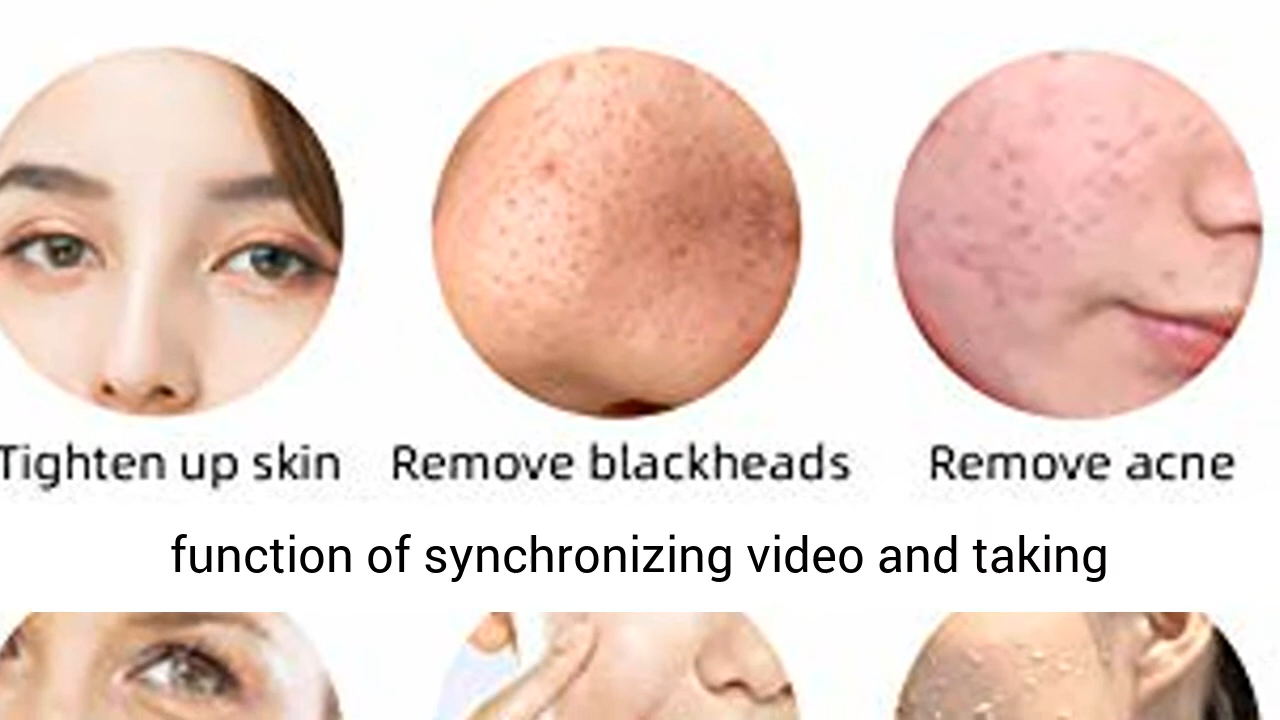 Tighten up skin
Remove blackheads
Remove acne
function of synchronizing video and taking